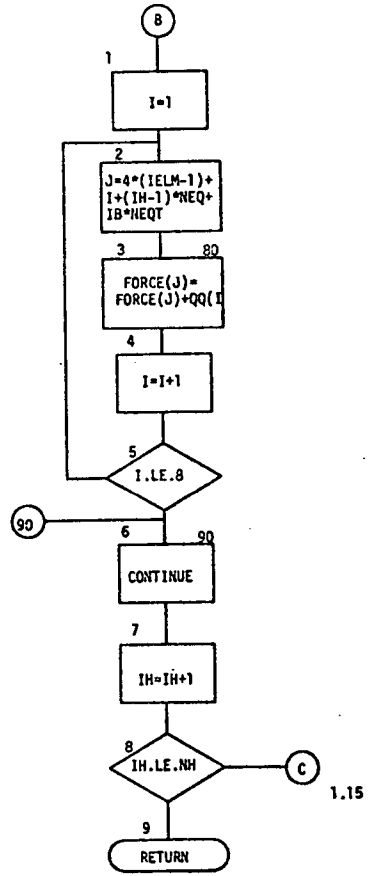 B
1
I=1
2
J=4*(IELM-1)+
I+(IH-1)*NEQ+
IB*NEQT
3 80
FORCE(J)=
FORCE(J)+QQ(I
4
I=I+1
5
I.LE.8
90
6 90
CONTINUE
7
IH=IH+1
8
IH.LE.NH
C
1.15
9
RETURN